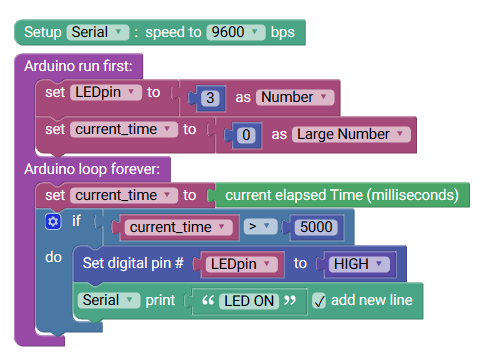 Setup Serial : speed to 9600 bps
Arduino run first:
set LEDpin to 3 as Number
set current_time to 0 as Large Number
Arduino loop forever:
set current_time to current elapsed Time (milliseconds)
if current_time > 5000
do Set digital pin # LEDpin to HIGH
Serial print “ LED ON ” ✓ add new line